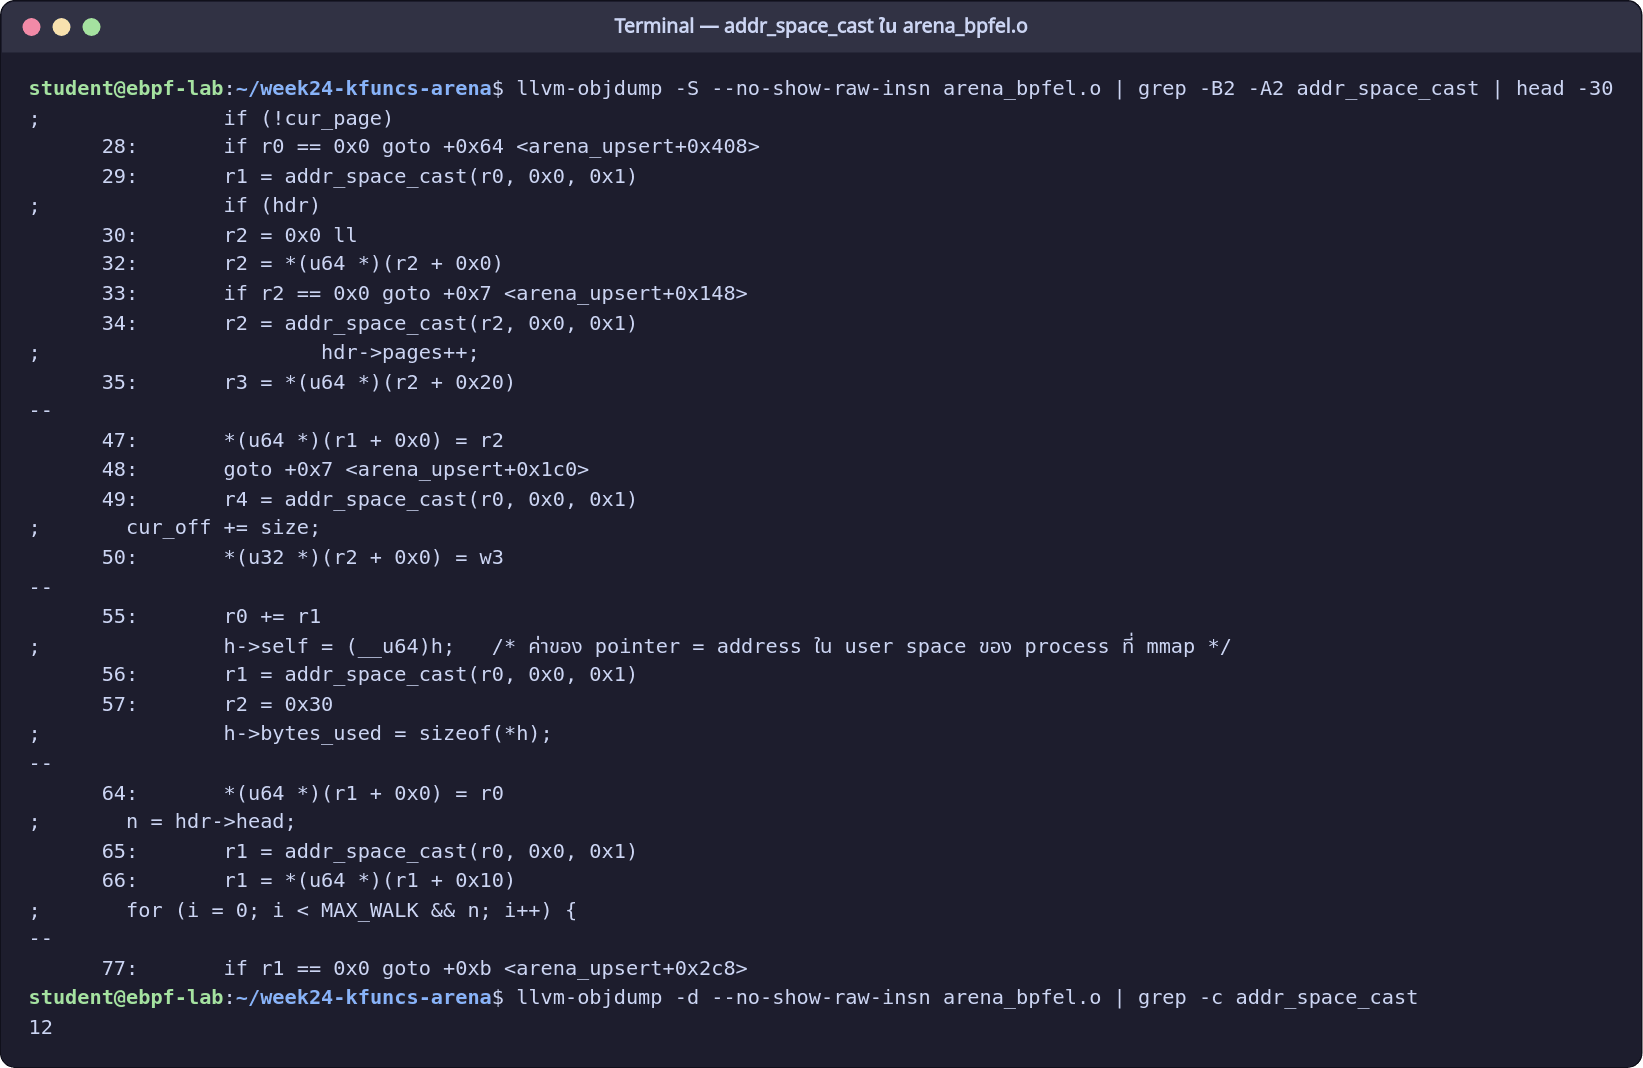 Terminal — addr_space_cast ใน arena_bpfel.o
student@ebpf-lab:~/week24-kfuncs-arena$ llvm-objdump -S --no-show-raw-insn arena_bpfel.o | grep -B2 -A2 addr_space_cast | head -30
;               if (!cur_page)
      28:       if r0 == 0x0 goto +0x64 <arena_upsert+0x408>
      29:       r1 = addr_space_cast(r0, 0x0, 0x1)
;               if (hdr)
      30:       r2 = 0x0 ll
      32:       r2 = *(u64 *)(r2 + 0x0)
      33:       if r2 == 0x0 goto +0x7 <arena_upsert+0x148>
      34:       r2 = addr_space_cast(r2, 0x0, 0x1)
;                       hdr->pages++;
      35:       r3 = *(u64 *)(r2 + 0x20)
--
      47:       *(u64 *)(r1 + 0x0) = r2
      48:       goto +0x7 <arena_upsert+0x1c0>
      49:       r4 = addr_space_cast(r0, 0x0, 0x1)
;       cur_off += size;
      50:       *(u32 *)(r2 + 0x0) = w3
--
      55:       r0 += r1
;               h->self = (__u64)h;   /* ค่าของ pointer = address ใน user space ของ process ที่ mmap */
      56:       r1 = addr_space_cast(r0, 0x0, 0x1)
      57:       r2 = 0x30
;               h->bytes_used = sizeof(*h);
--
      64:       *(u64 *)(r1 + 0x0) = r0
;       n = hdr->head;
      65:       r1 = addr_space_cast(r0, 0x0, 0x1)
      66:       r1 = *(u64 *)(r1 + 0x10)
;       for (i = 0; i < MAX_WALK && n; i++) {
--
      77:       if r1 == 0x0 goto +0xb <arena_upsert+0x2c8>
student@ebpf-lab:~/week24-kfuncs-arena$ llvm-objdump -d --no-show-raw-insn arena_bpfel.o | grep -c addr_space_cast
12